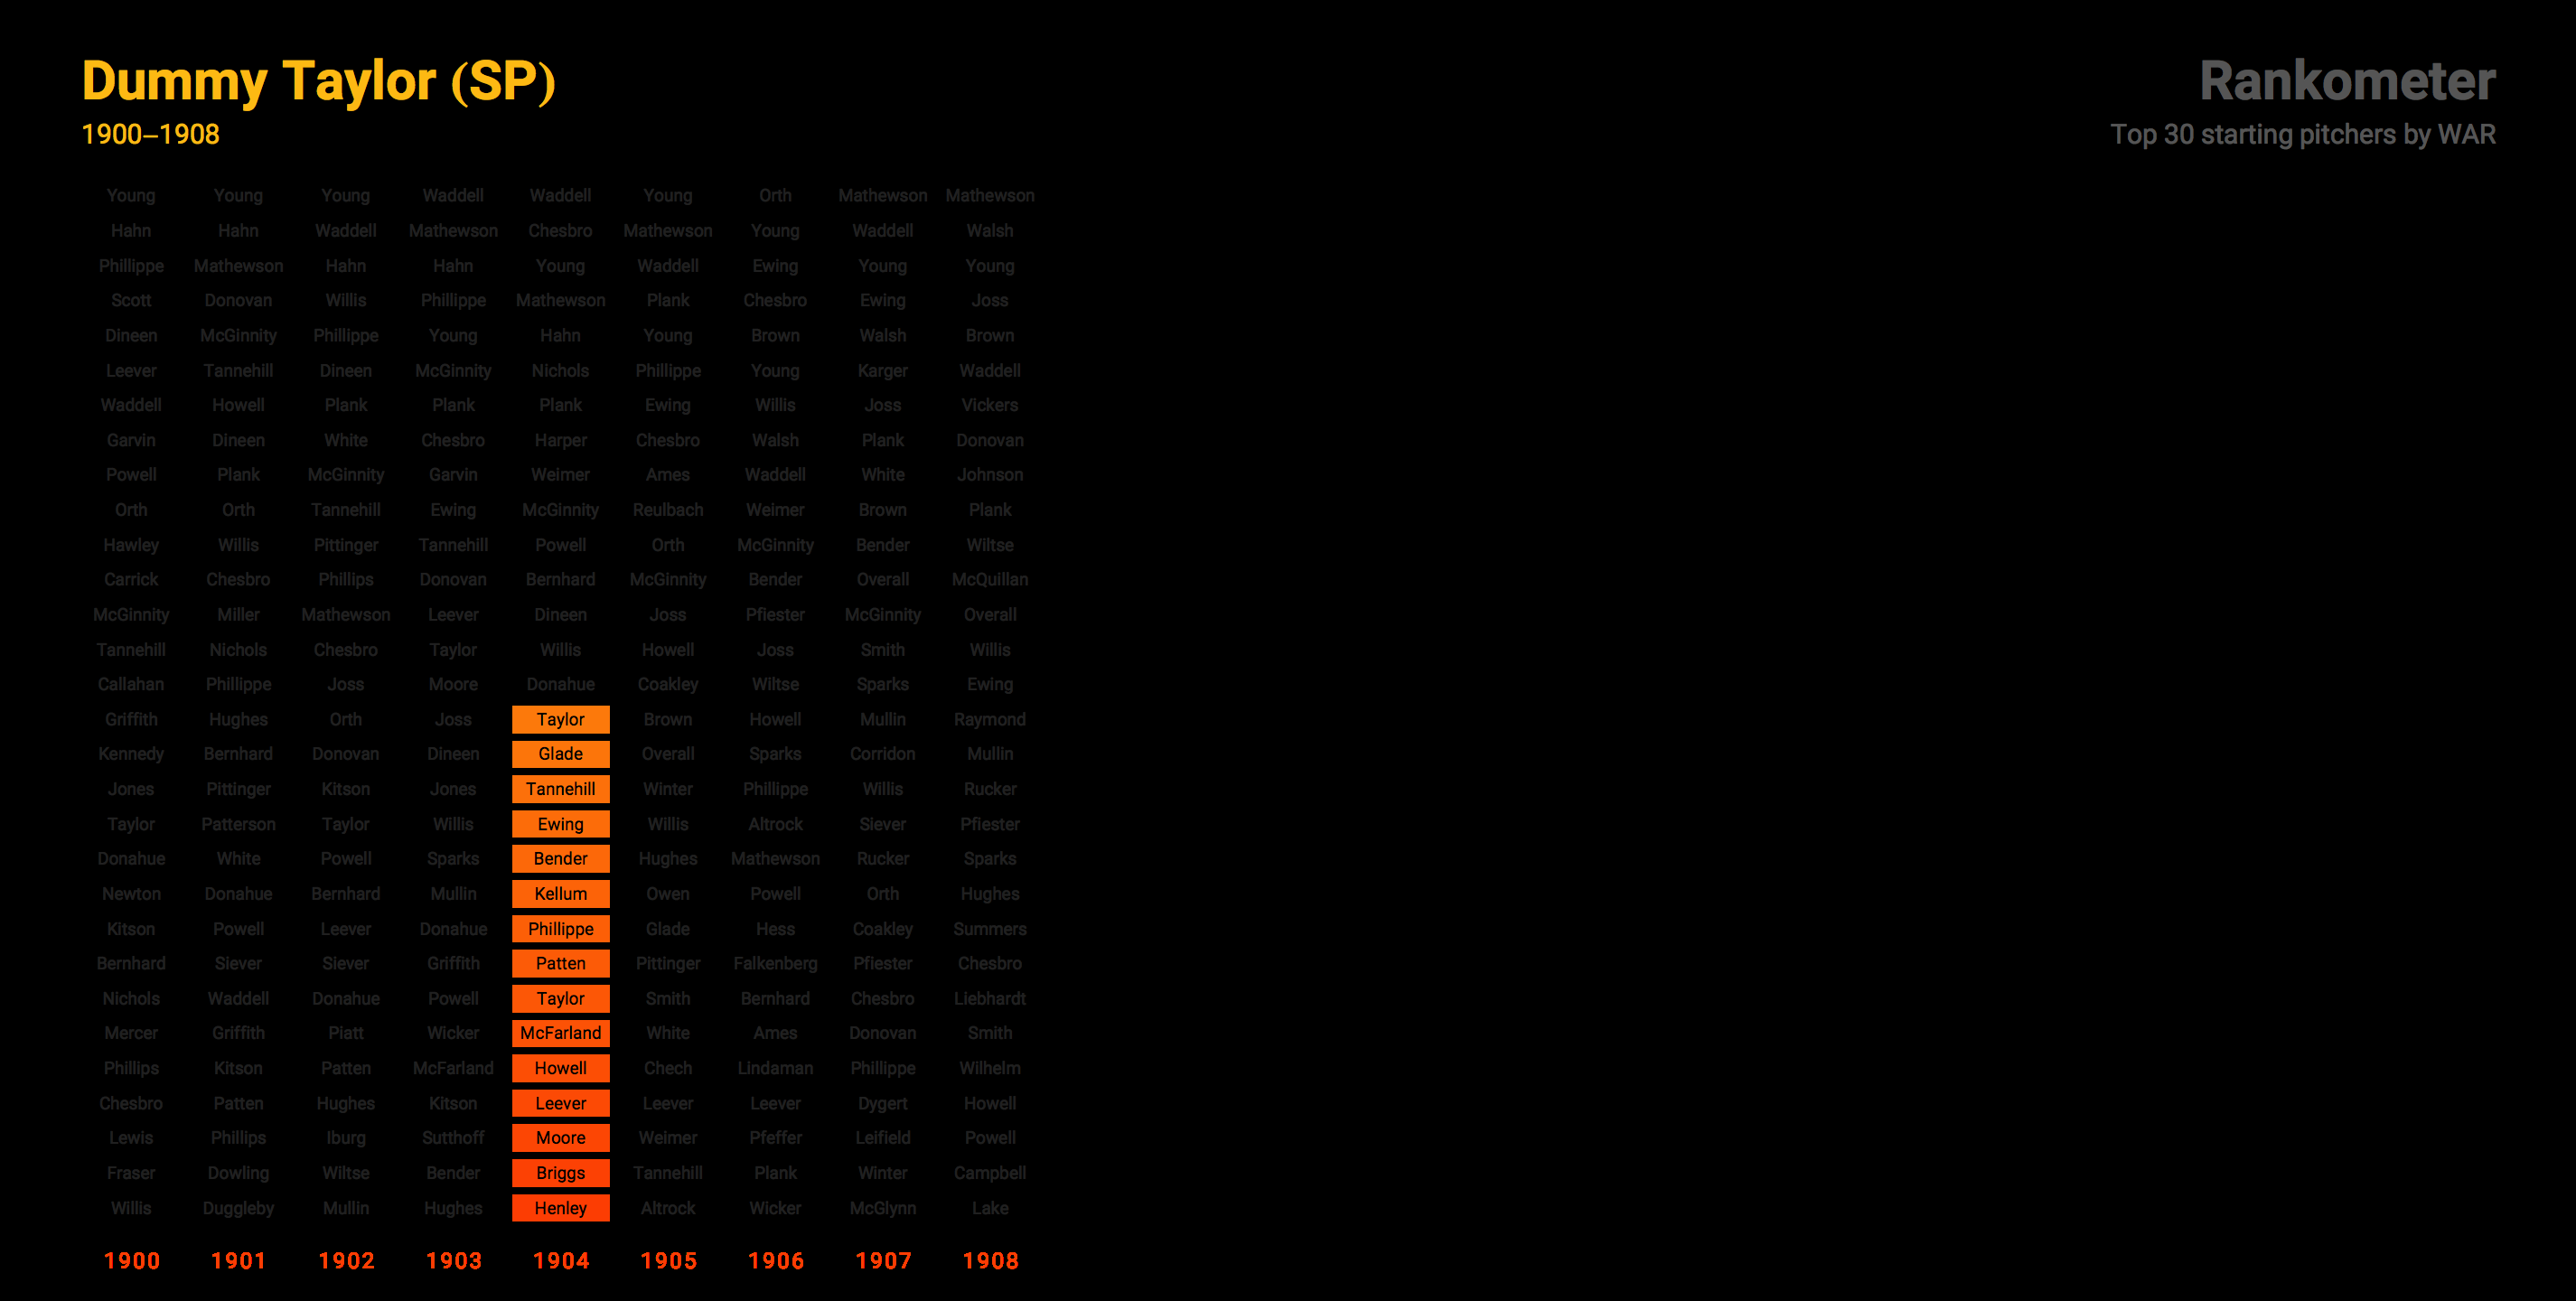 Dummy Taylor (SP)
1900–1908
Rankometer
Top 30 starting pitchers by WAR
Young Young Young Waddell Waddell Young Orth Mathewson Mathewson
Hahn Hahn Waddell Mathewson Chesbro Mathewson Young Waddell Walsh
Phillippe Mathewson Hahn Hahn Young Waddell Ewing Young Young
Scott Donovan Willis Phillippe Mathewson Plank Chesbro Ewing Joss
Dineen McGinnity Phillippe Young Hahn Young Brown Walsh Brown
Leever Tannehill Dineen McGinnity Nichols Phillippe Young Karger Waddell
Waddell Howell Plank Plank Plank Ewing Willis Joss Vickers
Garvin Dineen White Chesbro Harper Chesbro Walsh Plank Donovan
Powell Plank McGinnity Garvin Weimer Ames Waddell White Johnson
Orth Orth Tannehill Ewing McGinnity Reulbach Weimer Brown Plank
Hawley Willis Pittinger Tannehill Powell Orth McGinnity Bender Wiltse
Carrick Chesbro Phillips Donovan Bernhard McGinnity Bender Overall McQuillan
McGinnity Miller Mathewson Leever Dineen Joss Pfiester McGinnity Overall
Tannehill Nichols Chesbro Taylor Willis Howell Joss Smith Willis
Callahan Phillippe Joss Moore Donahue Coakley Wiltse Sparks Ewing
Griffith Hughes Orth Joss Taylor Brown Howell Mullin Raymond
Kennedy Bernhard Donovan Dineen Glade Overall Sparks Corridon Mullin
Jones Pittinger Kitson Jones Tannehill Winter Phillippe Willis Rucker
Taylor Patterson Taylor Willis Ewing Willis Altrock Siever Pfiester
Donahue White Powell Sparks Bender Hughes Mathewson Rucker Sparks
Newton Donahue Bernhard Mullin Kellum Owen Powell Orth Hughes
Kitson Powell Leever Donahue Phillippe Glade Hess Coakley Summers
Bernhard Siever Siever Griffith Patten Pittinger Falkenberg Pfiester Chesbro
Nichols Waddell Donahue Powell Taylor Smith Bernhard Chesbro Liebhardt
Mercer Griffith Piatt Wicker McFarland White Ames Donovan Smith
Phillips Kitson Patten McFarland Howell Chech Lindaman Phillippe Wilhelm
Chesbro Patten Hughes Kitson Leever Leever Leever Dygert Howell
Lewis Phillips Iburg Sutthoff Moore Weimer Pfeffer Leifield Powell
Fraser Dowling Wiltse Bender Briggs Tannehill Plank Winter Campbell
Willis Duggleby Mullin Hughes Henley Altrock Wicker McGlynn Lake
1900 1901 1902 1903 1904 1905 1906 1907 1908